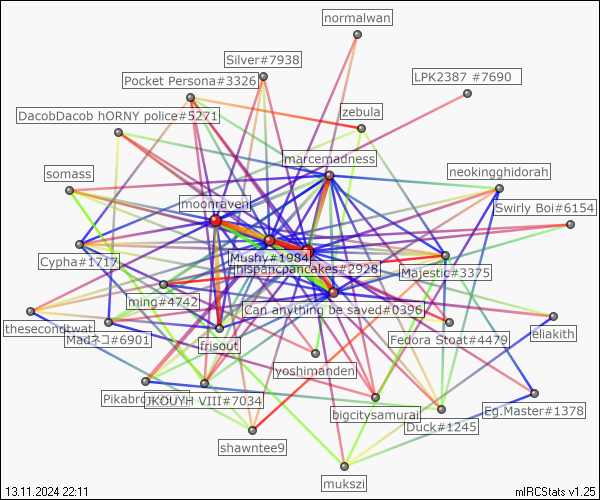 normalwan
Silver#7938
LPK2387 #7690
Pocket Persona#3326
DacobDacob hORNY police#5271
zebula
marcemadness
somass
neokingghidorah
moonraven
Swirly Boi#6154
Mushy#1984
Cypha#1717
hispancpancakes#2928
Majestic#3375
ming#4742
Can anything be saved#0396
thesecondtwat
Madネコ#6901
frisout
Fedora Stoat#4479
eliakith
yoshimanden
JKOUYH VIII#7034
bigcitysamurai
Eg.Master#1378
Duck#1245
shawntee9
mukszi
13.11.2024 22:11
mIRCStats v1.25